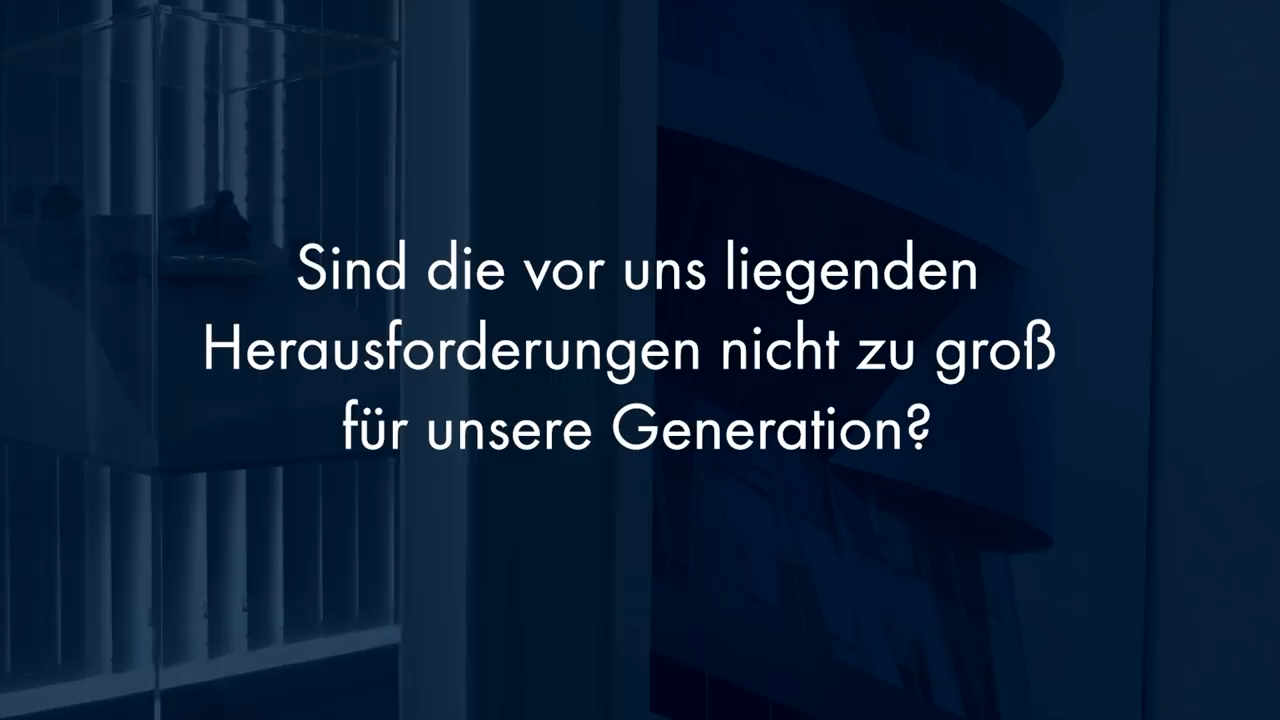 Sind die vor uns liegenden
Herausforderungen nicht zu groß
für unsere Generation?